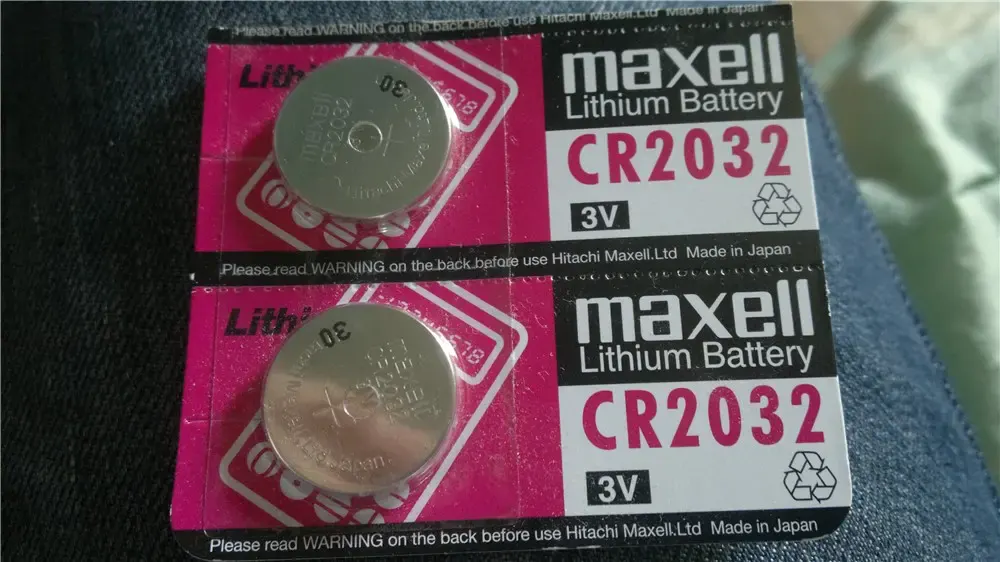 Please read WARNING on the back before use Hitachi Maxell.Ltd Made in Japan
Lithi
30
maxell
CR2032
maxell
Lithium Battery
CR2032
3V
Please read WARNING on the back before use Hitachi Maxell.Ltd Made in Japan
Lithi
30
maxell
Lithium Battery
CR2032
3V
Please read WARNING on the back before use Hitachi Maxell.Ltd Made in Japan